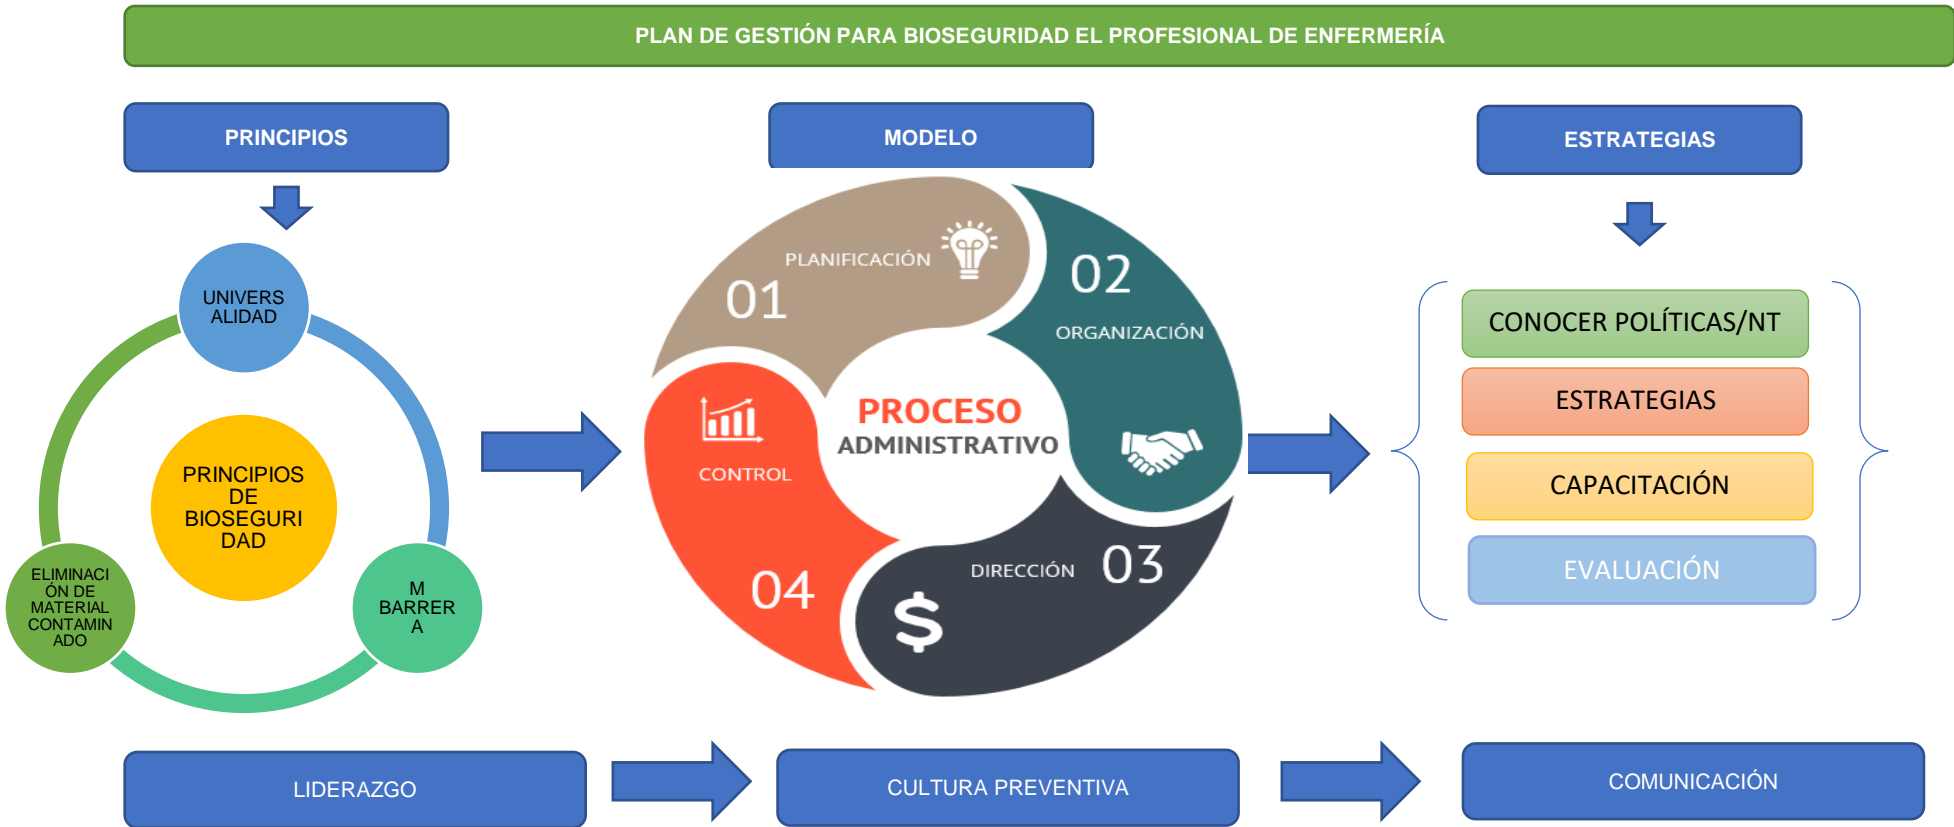 PLAN DE GESTIÓN PARA BIOSEGURIDAD EL PROFESIONAL DE ENFERMERÍA
PRINCIPIOS
MODELO
ESTRATEGIAS
UNIVERS
ALIDAD
PRINCIPIOS
DE
BIOSEGURI
DAD
ELIMINACI
ÓN DE
MATERIAL
CONTAMIN
ADO
M
BARRER
A
PLANIFICACIÓN
01
02
ORGANIZACIÓN
PROCESO
ADMINISTRATIVO
CONTROL
04
DIRECCIÓN 03
$
CONOCER POLÍTICAS/NT
ESTRATEGIAS
CAPACITACIÓN
EVALUACIÓN
LIDERAZGO
CULTURA PREVENTIVA
COMUNICACIÓN